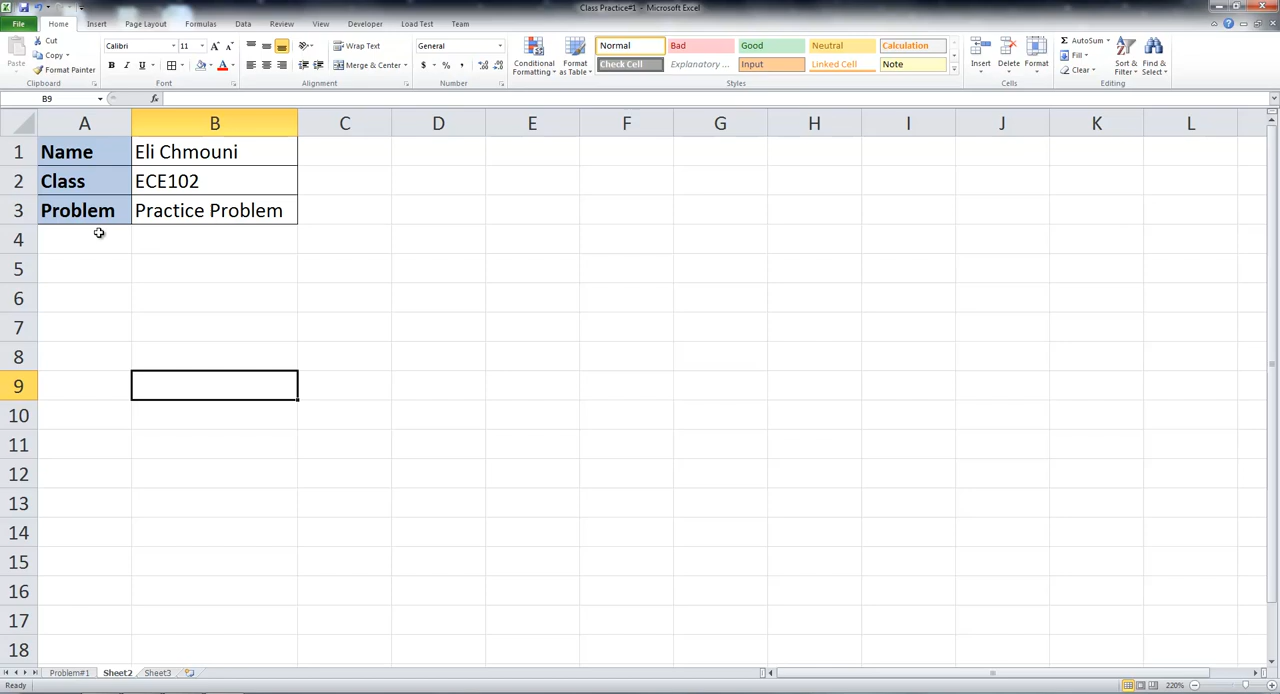 Class Practice#1 - Microsoft Excel
File Home Insert Page Layout Formulas Data Review View Developer Load Test Team
Paste
Cut
Copy
Format Painter
Clipboard
Calibri 11
B I U
Font
Wrap Text
Merge & Center
Alignment
General
$ % ,
Number
Conditional Formatting
Format as Table
Normal Bad Good Neutral Calculation
Check Cell Explanatory ... Input Linked Cell Note
Styles
Insert Delete Format
Cells
Σ AutoSum
Fill
Clear
Sort & Filter
Find & Select
Editing
B9 fx
A B C D E F G H I J K L
1 Name Eli Chmouni
2 Class ECE102
3 Problem Practice Problem
4
5
6
7
8
9
10
11
12
13
14
15
16
17
18
Problem#1 Sheet2 Sheet3
Ready 220%